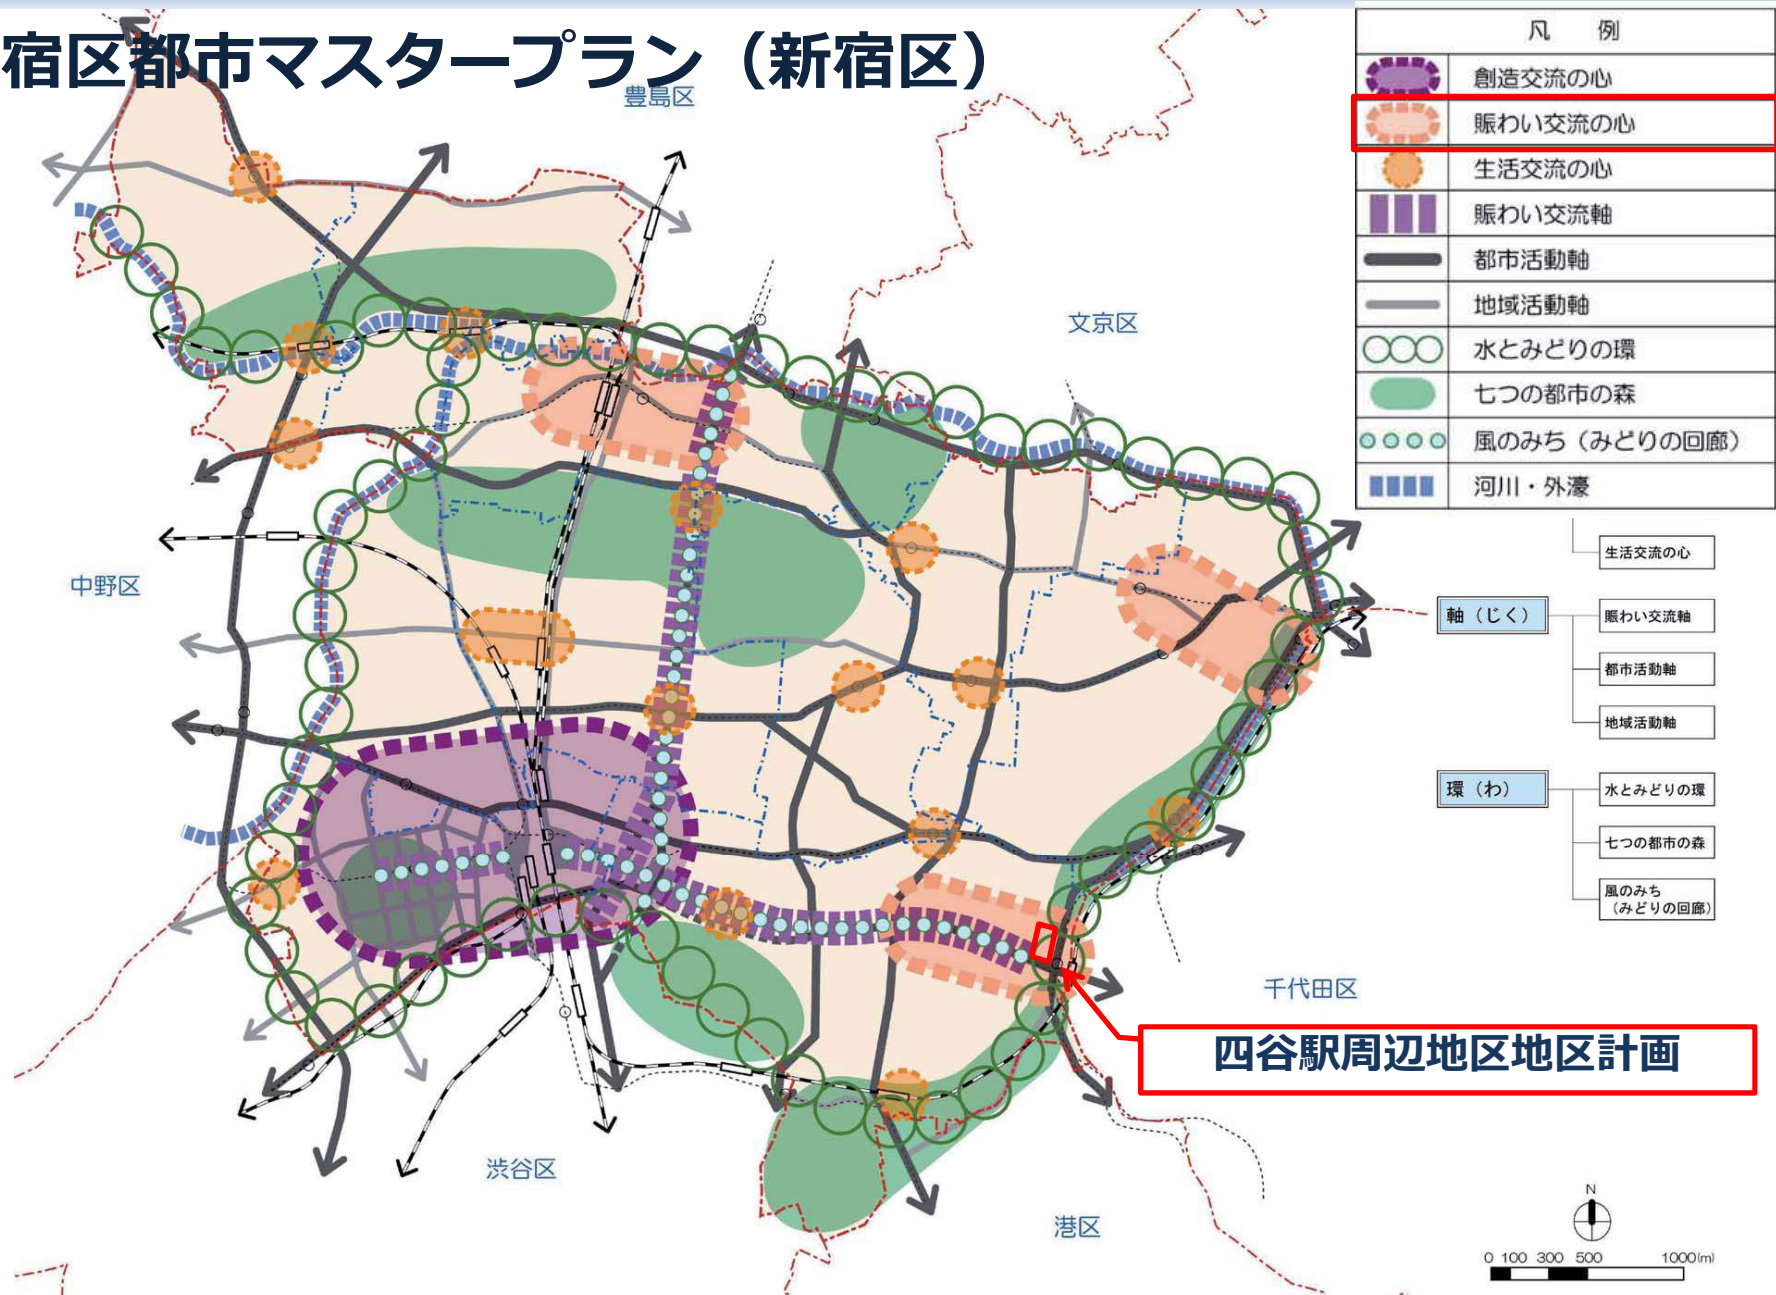 宿区都市マスタープラン（新宿区）
凡　例
創造交流の心
賑わい交流の心
生活交流の心
賑わい交流軸
都市活動軸
地域活動軸
水とみどりの環
七つの都市の森
風のみち（みどりの回廊）
河川・外濠
豊島区
文京区
中野区
千代田区
渋谷区
港区
四谷駅周辺地区地区計画
生活交流の心
軸（じく）
賑わい交流軸
都市活動軸
地域活動軸
環（わ）
水とみどりの環
七つの都市の森
風のみち
（みどりの回廊）
N
0 100 300 500 1000(m)